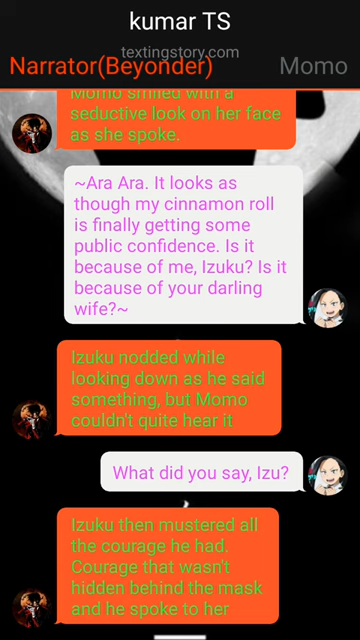 kumar TS
textingstory.com
Narrator(Beyonder)
Momo
Momo smiled with a
seductive look on her face
as she spoke.
~Ara Ara. It looks as
though my cinnamon roll
is finally getting some
public confidence. Is it
because of me, Izuku? Is it
because of your darling
wife?~
Izuku nodded while
looking down as he said
something, but Momo
couldn't quite hear it
What did you say, Izu?
Izuku then mustered all
the courage he had.
Courage that wasn't
hidden behind the mask
and he spoke to her